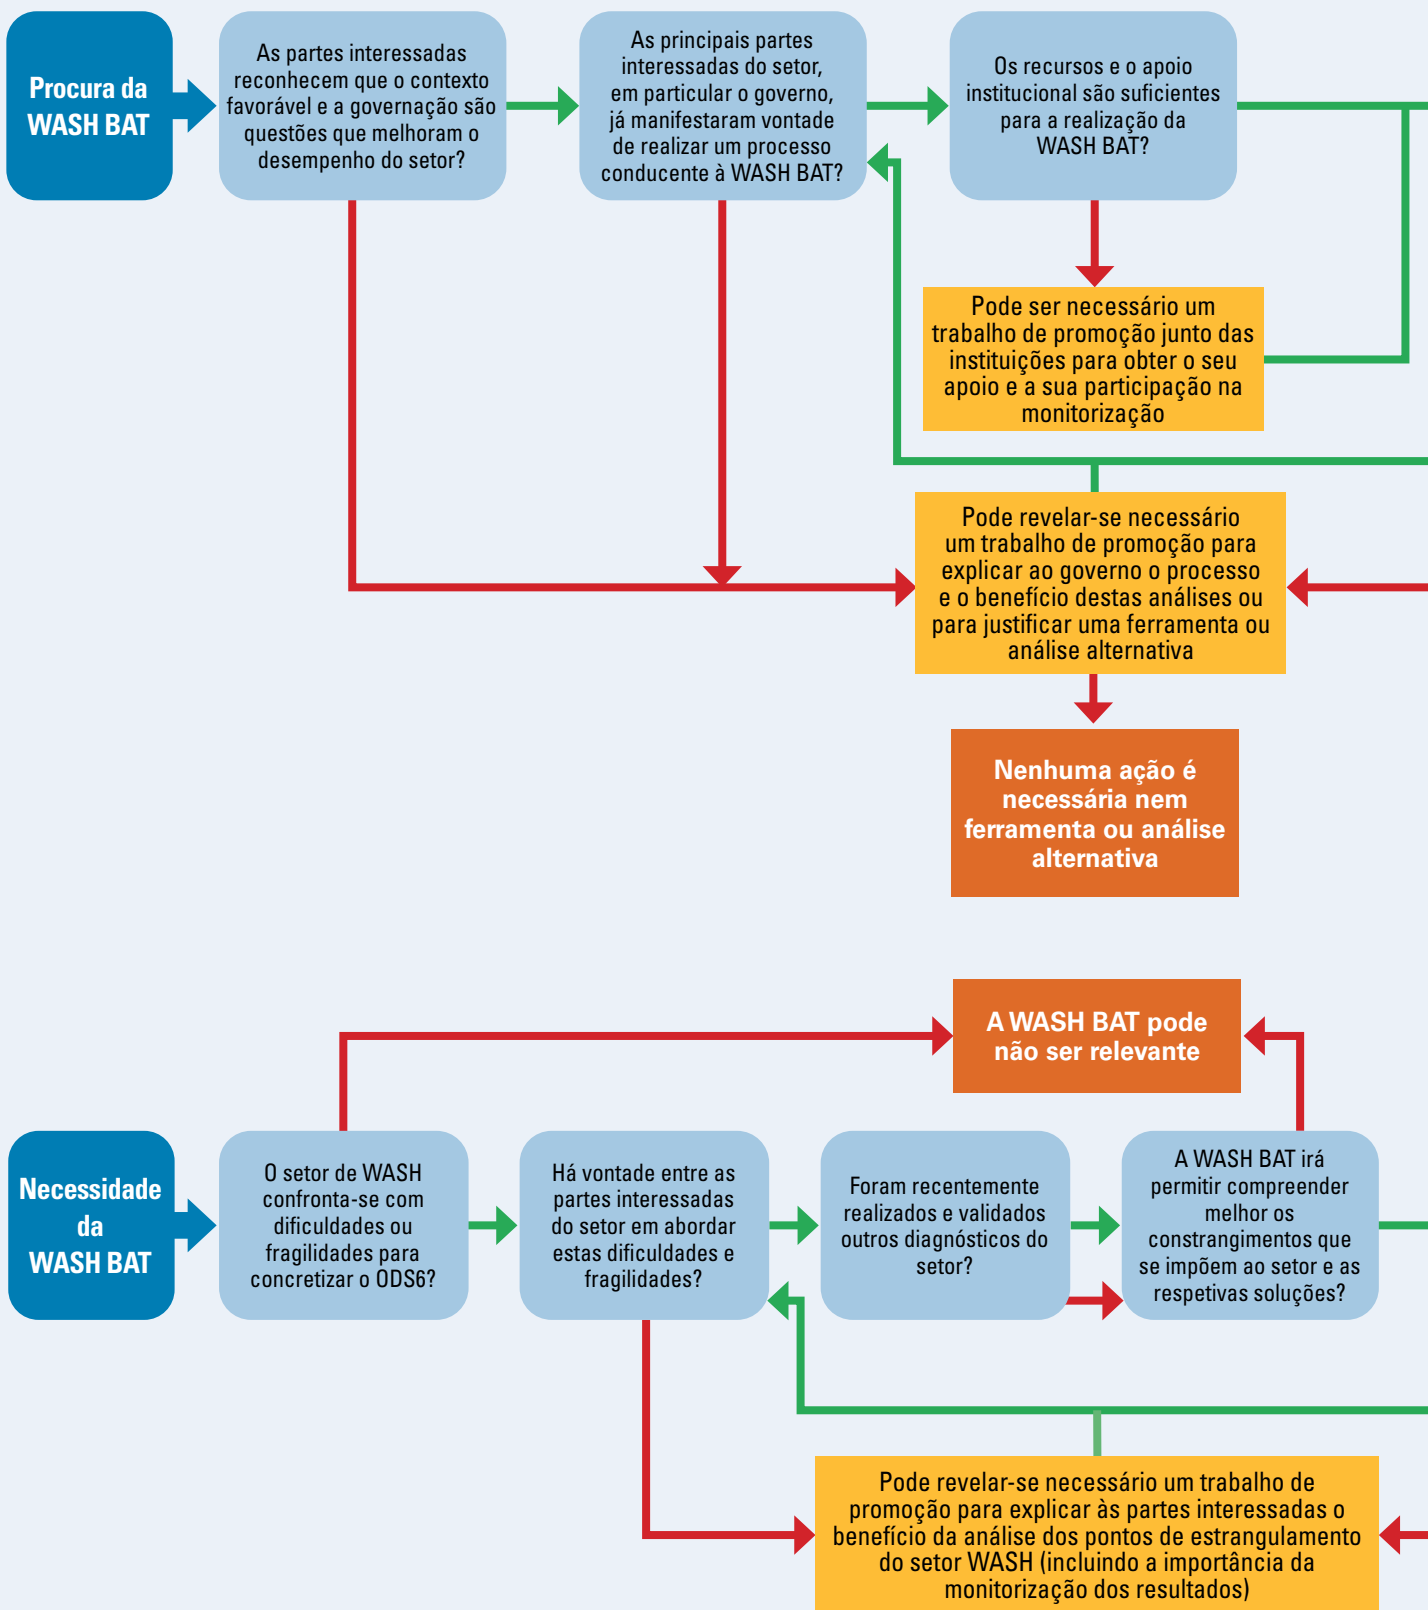 Procura da
WASH BAT
As partes interessadas
reconhecem que o contexto
favorável e a governação são
questões que melhoram o
desempenho do setor?
As principais partes
interessadas do setor,
em particular o governo,
já manifestaram vontade
de realizar um processo
conducente à WASH BAT?
Os recursos e o apoio
institucional são suficientes
para a realização da
WASH BAT?
Pode ser necessário um
trabalho de promoção junto das
instituições para obter o seu
apoio e a sua participação na
monitorização
Pode revelar-se necessário
um trabalho de promoção para
explicar ao governo o processo
e o benefício destas análises ou
para justificar uma ferramenta ou
análise alternativa
Nenhuma ação é
necessária nem
ferramenta ou análise
alternativa
A WASH BAT pode
não ser relevante
Necessidade
da
WASH BAT
O setor de WASH
confronta-se com
dificuldades ou
fragilidades para
concretizar o ODS6?
Há vontade entre as
partes interessadas
do setor em abordar
estas dificuldades e
fragilidades?
Foram recentemente
realizados e validados
outros diagnósticos do
setor?
A WASH BAT irá
permitir compreender
melhor os
constrangimentos que
se impõem ao setor e as
respetivas soluções?
Pode revelar-se necessário um trabalho de
promoção para explicar às partes interessadas o
benefício da análise dos pontos de estrangulamento
do setor WASH (incluindo a importância da
monitorização dos resultados)